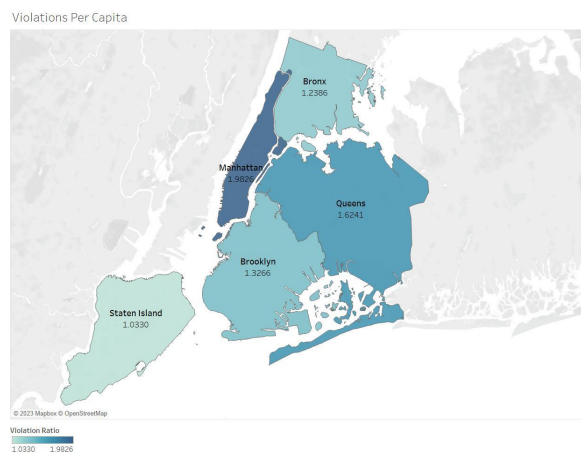 Violations Per Capita
Bronx
1.2386
Manhattan
1.9826
Queens
1.6241
Brooklyn
1.3266
Staten Island
1.0330
© 2023 Mapbox © OpenStreetMap
Violation Ratio
1.0330 1.9826